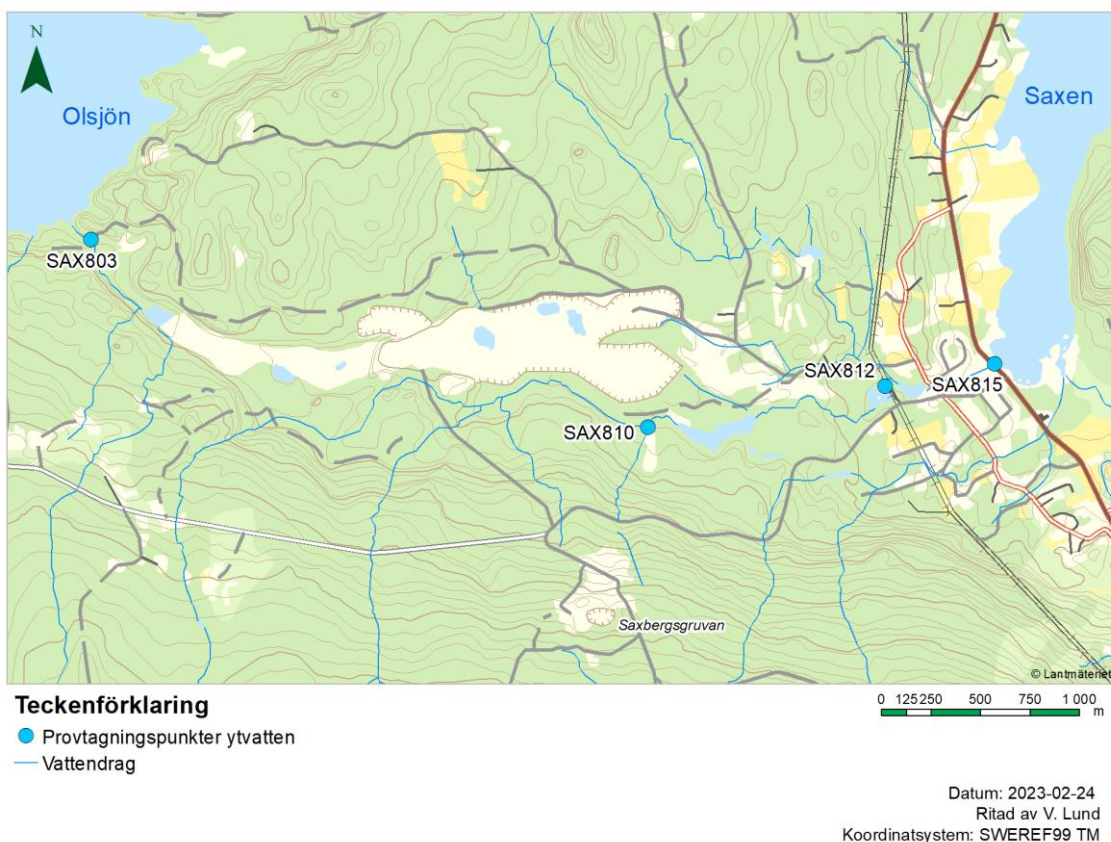 N
Olsjön
Saxen
SAX803
SAX812
SAX815
SAX810
Saxbergsgruvan
© Lantmäteriet
Teckenförklaring
Provtagningspunkter ytvatten
Vattendrag
0 125 250 500 750 1 000
m
Datum: 2023-02-24
Ritad av V. Lund
Koordinatsystem: SWEREF99 TM